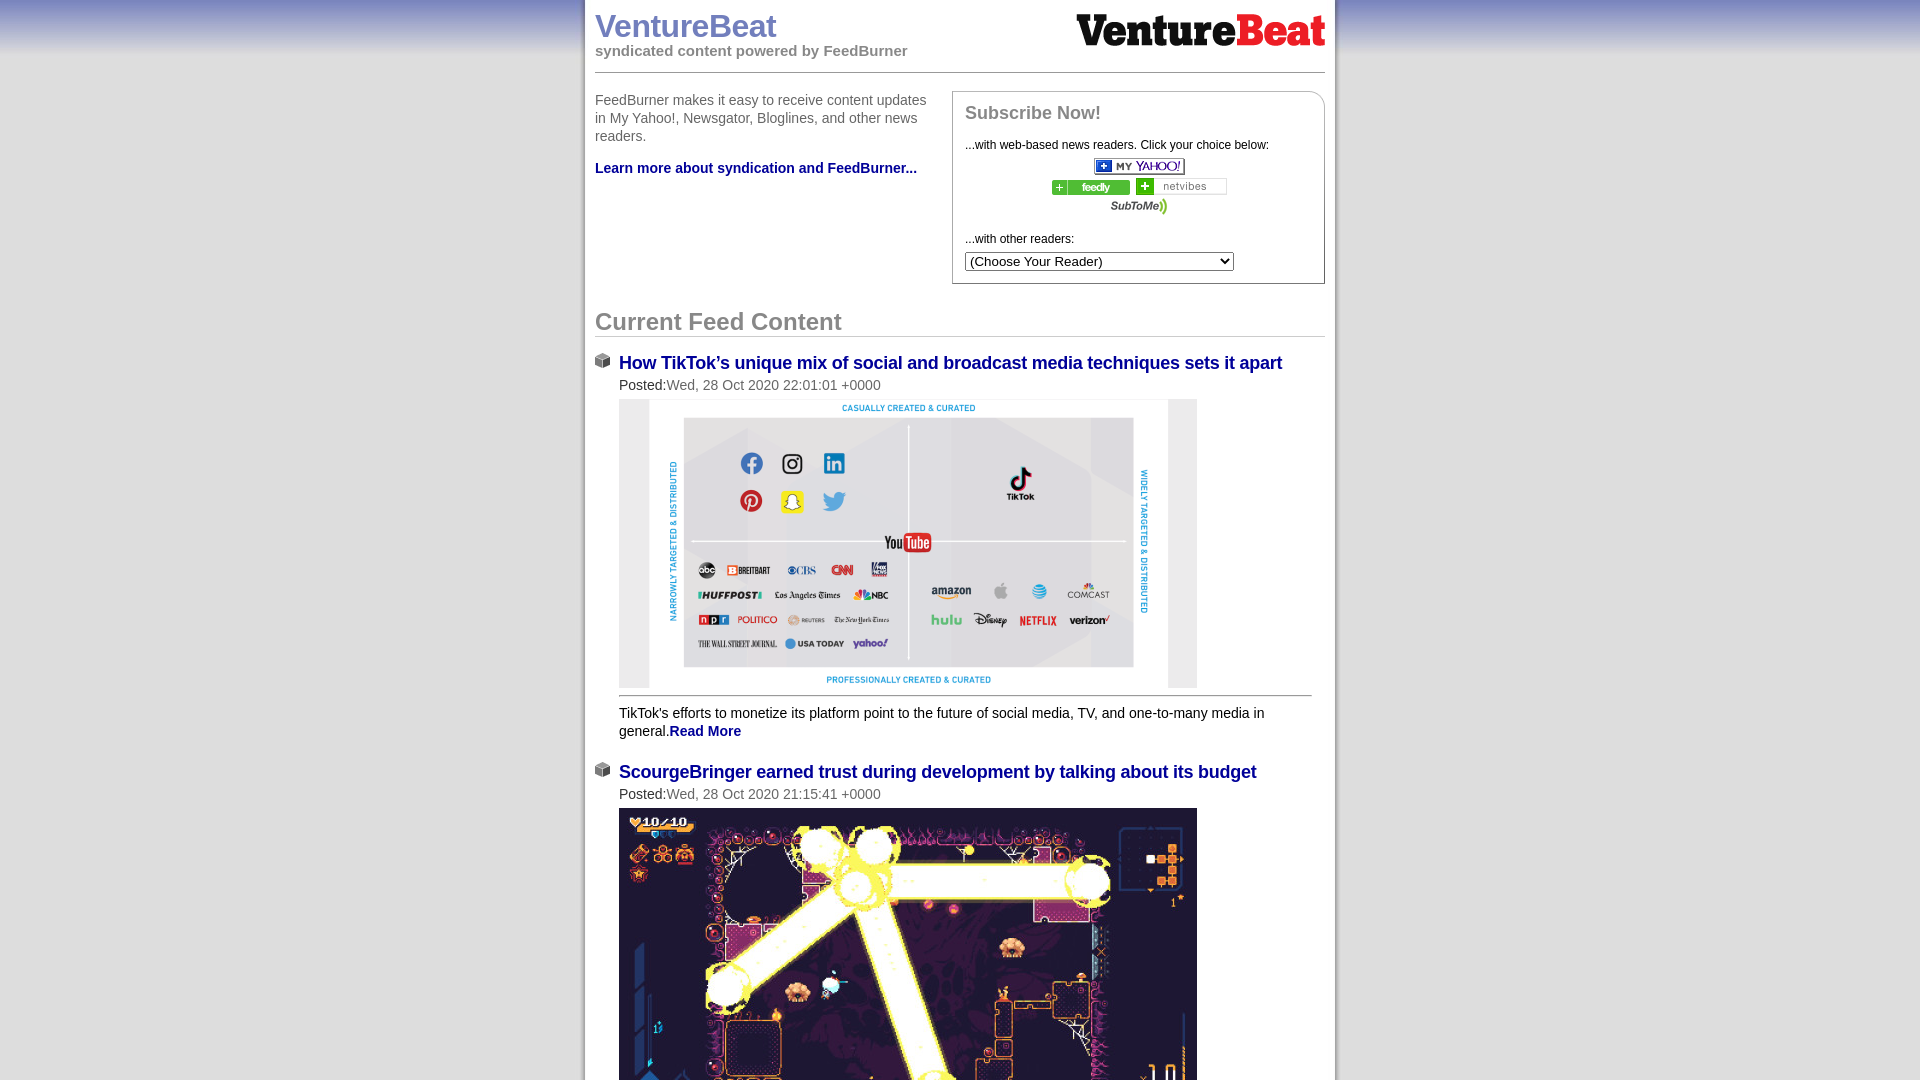 VentureBeat
syndicated content powered by FeedBurner
VentureBeat
FeedBurner makes it easy to receive content updates
in My Yahoo!, Newsgator, Bloglines, and other news
readers.
Learn more about syndication and FeedBurner...
Subscribe Now!
...with web-based news readers. Click your choice below:
MY YAHOO!
feedly
netvibes
SubToMe
...with other readers:
(Choose Your Reader)
Current Feed Content
How TikTok’s unique mix of social and broadcast media techniques sets it apart
Posted:Wed, 28 Oct 2020 22:01:01 +0000
CASUALLY CREATED & CURATED
NARROWLY TARGETED & DISTRIBUTED
WIDELY TARGETED & DISTRIBUTED
TikTok
YouTube
abc BREITBART CBS CNN FOX NEWS
HUFFPOST Los Angeles Times NBC
npr POLITICO REUTERS The New York Times
THE WALL STREET JOURNAL USA TODAY yahoo!
amazon COMCAST
hulu Disney NETFLIX verizon
PROFESSIONALLY CREATED & CURATED
TikTok's efforts to monetize its platform point to the future of social media, TV, and one-to-many media in
general.Read More
ScourgeBringer earned trust during development by talking about its budget
Posted:Wed, 28 Oct 2020 21:15:41 +0000
10/10
1
1